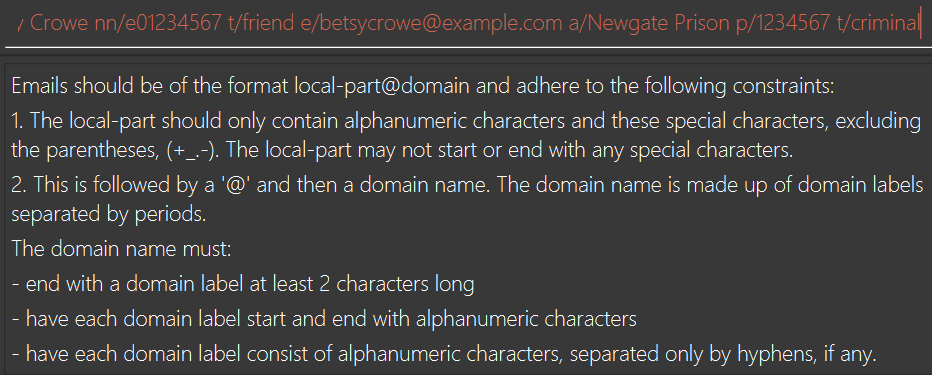 Crowe nn/e01234567 t/friend e/betsycrowe@example.com a/Newgate Prison p/1234567 t/criminal
Emails should be of the format local-part@domain and adhere to the following constraints:
1. The local-part should only contain alphanumeric characters and these special characters, excluding
the parentheses, (+_.-). The local-part may not start or end with any special characters.
2. This is followed by a '@' and then a domain name. The domain name is made up of domain labels
separated by periods.
The domain name must:
- end with a domain label at least 2 characters long
- have each domain label start and end with alphanumeric characters
- have each domain label consist of alphanumeric characters, separated only by hyphens, if any.